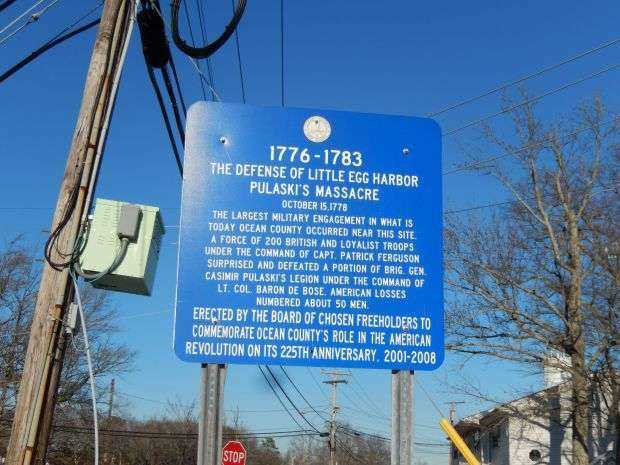 1776-1783
THE DEFENSE OF LITTLE EGG HARBOR
PULASKI'S MASSACRE
OCTOBER 15,1778
THE LARGEST MILITARY ENGAGEMENT IN WHAT IS
TODAY OCEAN COUNTY OCCURRED NEAR THIS SITE.
A FORCE OF 200 BRITISH AND LOYALIST TROOPS
UNDER THE COMMAND OF CAPT. PATRICK FERGUSON
SURPRISED AND DEFEATED A PORTION OF BRIG. GEN.
CASIMIR PULASKI'S LEGION UNDER THE COMMAND OF
LT. COL. BARON DE BOSE. AMERICAN LOSSES
NUMBERED ABOUT 50 MEN.
ERECTED BY THE BOARD OF CHOSEN FREEHOLDERS TO
COMMEMORATE OCEAN COUNTY'S ROLE IN THE AMERICAN
REVOLUTION ON ITS 225TH ANNIVERSARY. 2001-2008
STOP